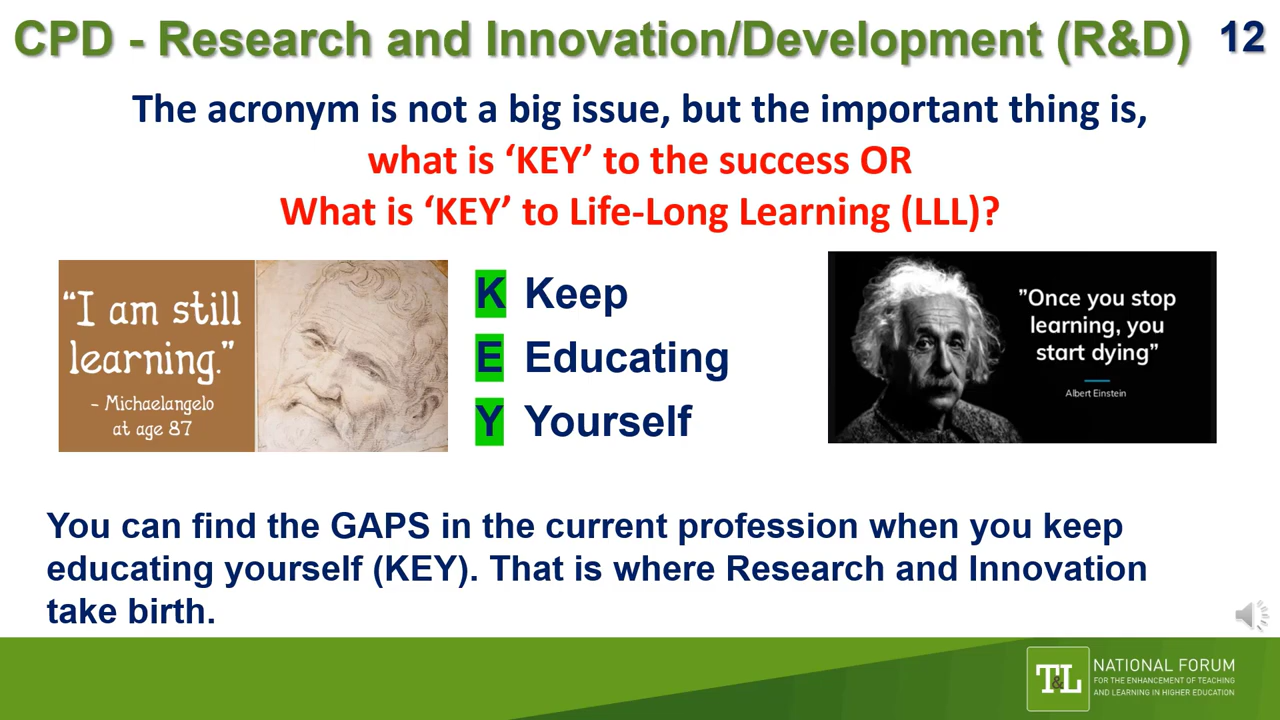 CPD - Research and Innovation/Development (R&D)
12
The acronym is not a big issue, but the important thing is,
what is ‘KEY’ to the success OR
What is ‘KEY’ to Life-Long Learning (LLL)?
“I am still
learning.”
- Michaelangelo
at age 87
K Keep
E Educating
Y Yourself
”Once you stop
learning, you
start dying”
Albert Einstein
You can find the GAPS in the current profession when you keep
educating yourself (KEY). That is where Research and Innovation
take birth.
T&L
NATIONAL FORUM
FOR THE ENHANCEMENT OF TEACHING
AND LEARNING IN HIGHER EDUCATION